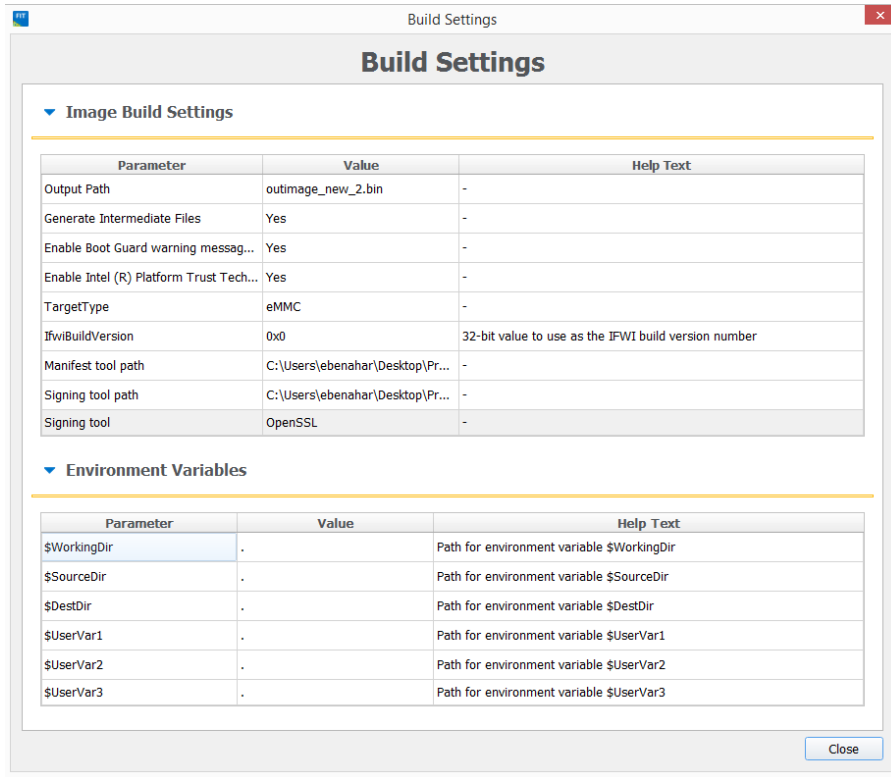 FIT
Build Settings
Build Settings
Image Build Settings
Parameter Value Help Text
Output Path outimage_new_2.bin -
Generate Intermediate Files Yes -
Enable Boot Guard warning messag... Yes -
Enable Intel (R) Platform Trust Tech... Yes -
TargetType eMMC -
IfwiBuildVersion 0x0 32-bit value to use as the IFWI build version number
Manifest tool path C:\Users\ebenahar\Desktop\Pr... -
Signing tool path C:\Users\ebenahar\Desktop\Pr... -
Signing tool OpenSSL -
Environment Variables
Parameter Value Help Text
$WorkingDir . Path for environment variable $WorkingDir
$SourceDir . Path for environment variable $SourceDir
$DestDir . Path for environment variable $DestDir
$UserVar1 . Path for environment variable $UserVar1
$UserVar2 . Path for environment variable $UserVar2
$UserVar3 . Path for environment variable $UserVar3
Close